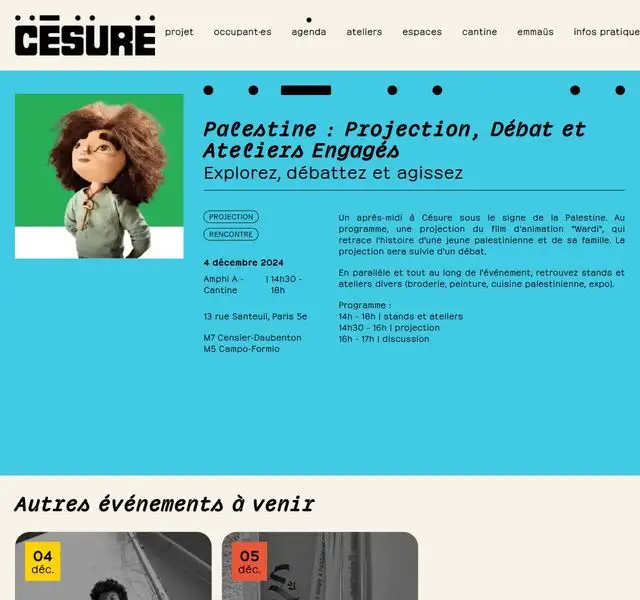 CÉSURE
projet occupant·es agenda ateliers espaces cantine emmaüs infos pratique
Palestine : Projection, Débat et
Ateliers Engagés
Explorez, débattez et agissez
PROJECTION
RENCONTRE
4 décembre 2024
Amphi A - | 14h30 -
Cantine 18h
13 rue Santeuil, Paris 5e
M7 Censier-Daubenton
M5 Campo-Formio
Un après-midi à Césure sous le signe de la Palestine. Au
programme, une projection du film d'animation "Wardi", qui
retrace l'histoire d'une jeune palestinienne et de sa famille. La
projection sera suivie d'un débat.
En parallèle et tout au long de l'événement, retrouvez stands et
ateliers divers (broderie, peinture, cuisine palestinienne, expo).
Programme :
14h - 18h | stands et ateliers
14h30 - 16h | projection
16h - 17h | discussion
Autres événements à venir
04
déc.
05
déc.